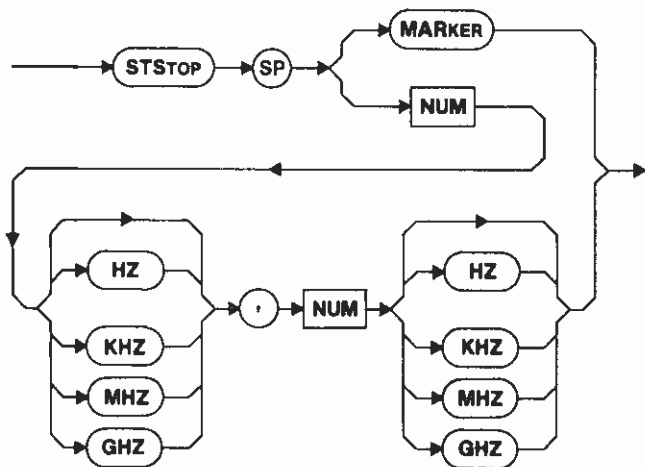 MARKER
STSTOP SP
NUM
HZ , NUM HZ
KHZ KHZ
MHZ MHZ
GHZ GHZ